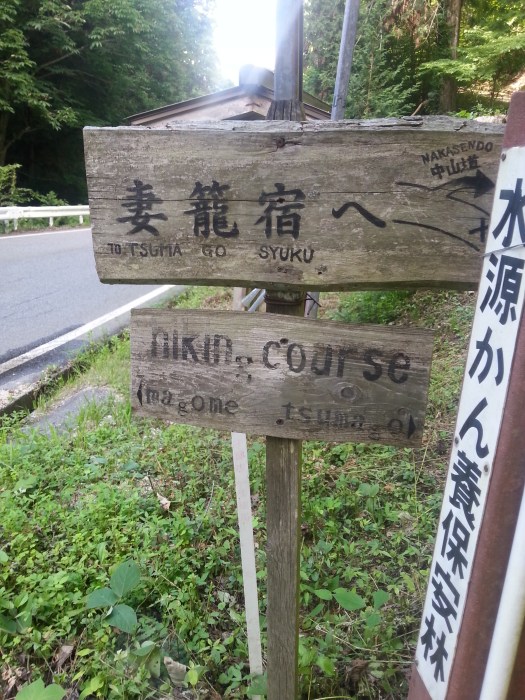 NAKASENDO
中山道
妻籠宿へ
TO. TSUMA GO SYUKU
nikin, course
magome tsumago
水源かん養保安林